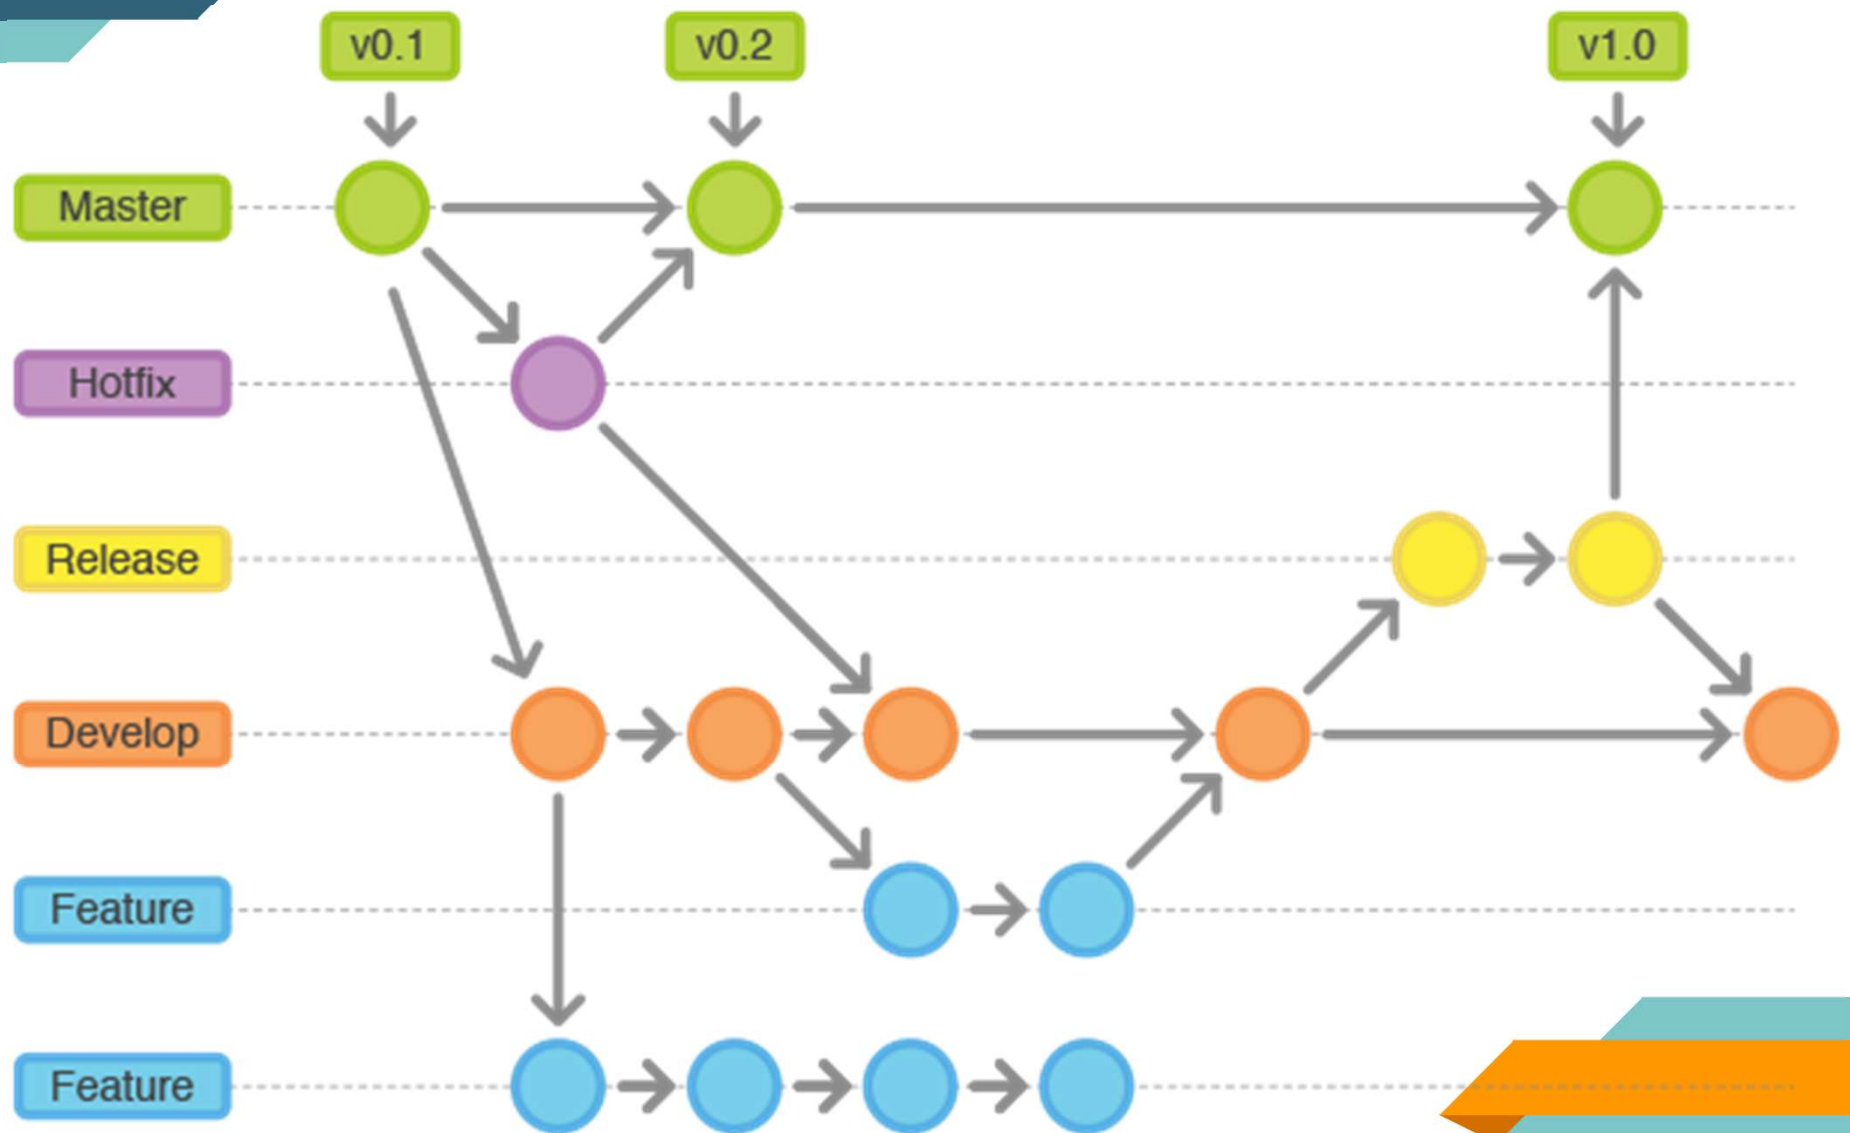 v0.1
v0.2
v1.0
Master
Hotfix
Release
Develop
Feature
Feature